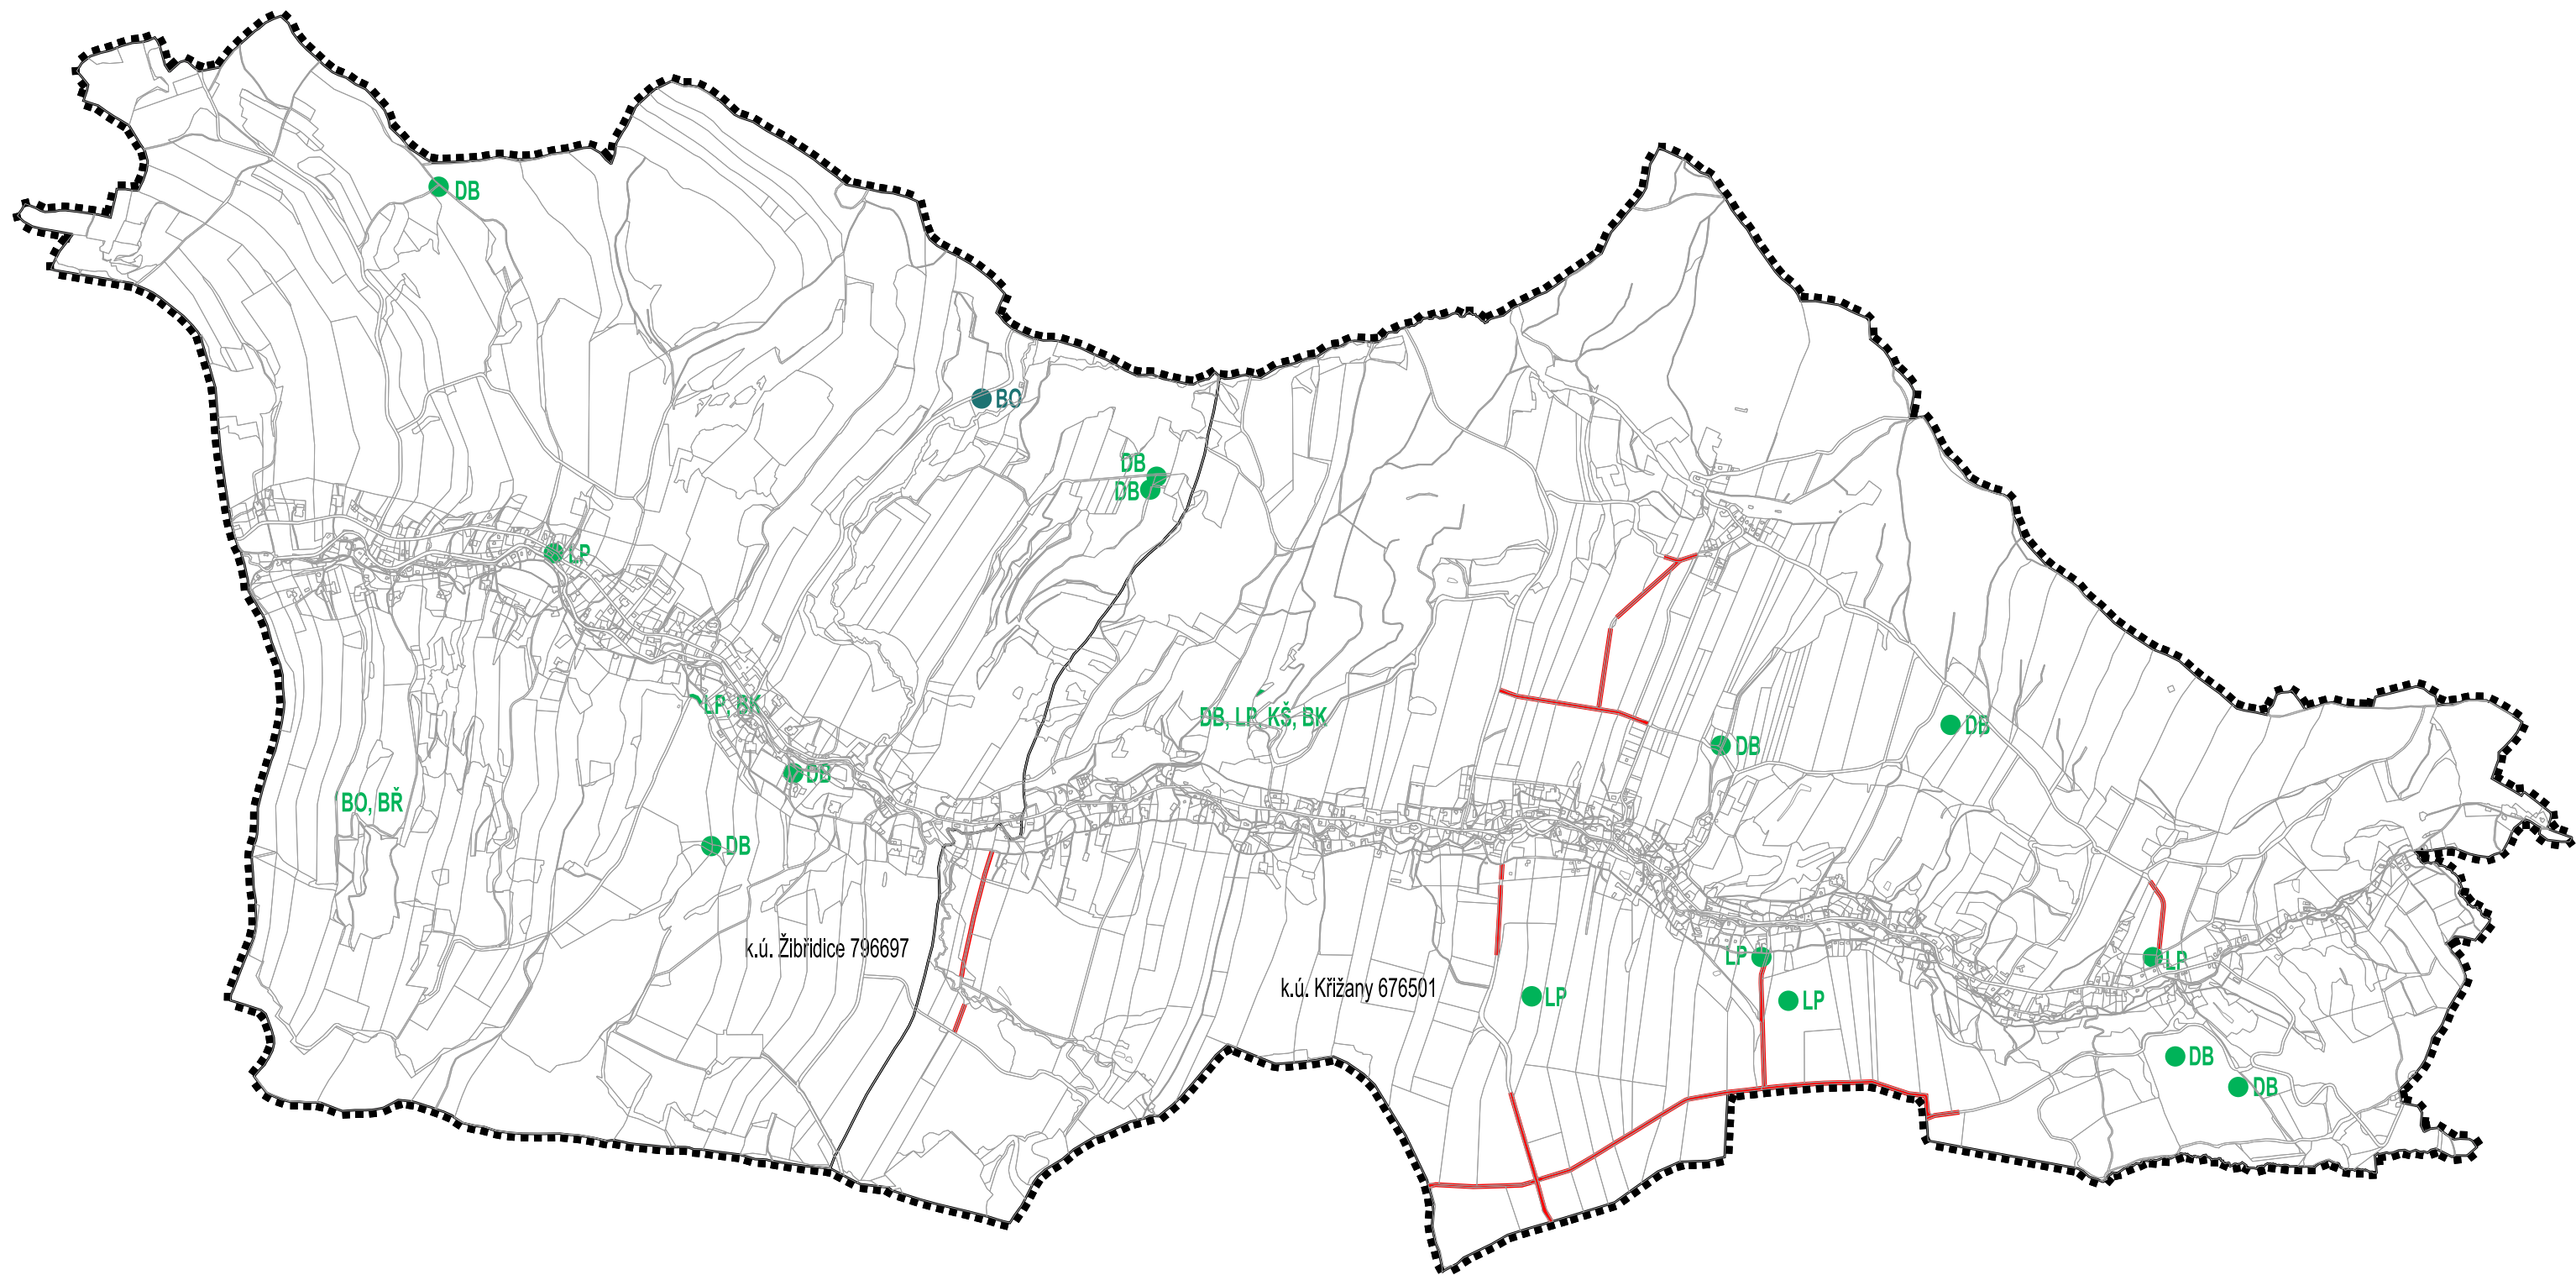 DB
BO
DB
DB
LP
LP, BK
DB, LP, KŠ, BK
DB
DB
DB
BO, BŘ
DB
k.ú. Žibřidice 796697
LP
LP
k.ú. Křižany 676501
LP
LP
DB
DB